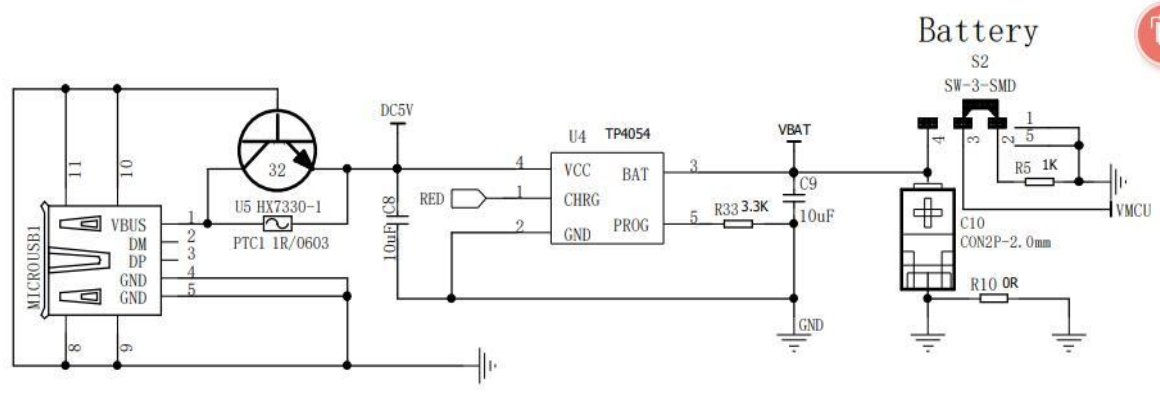 Battery
S2
SW-3-SMD
DC5V
U4 TP4054
VBAT
11
10
32
4
VCC
BAT
3
RED
1
CHRG
C8
10uF
2
GND
PROG
5
R33 3.3K
C9
10uF
4
3
2
1
5
R5 1K
VMCU
U5 HX7330-1
PTC1 1R/0603
MICROUSB1
VBUS
1
DM
2
DP
3
GND
4
GND
5
8
9
C10
CON2P-2.0mm
R10 0R
GND